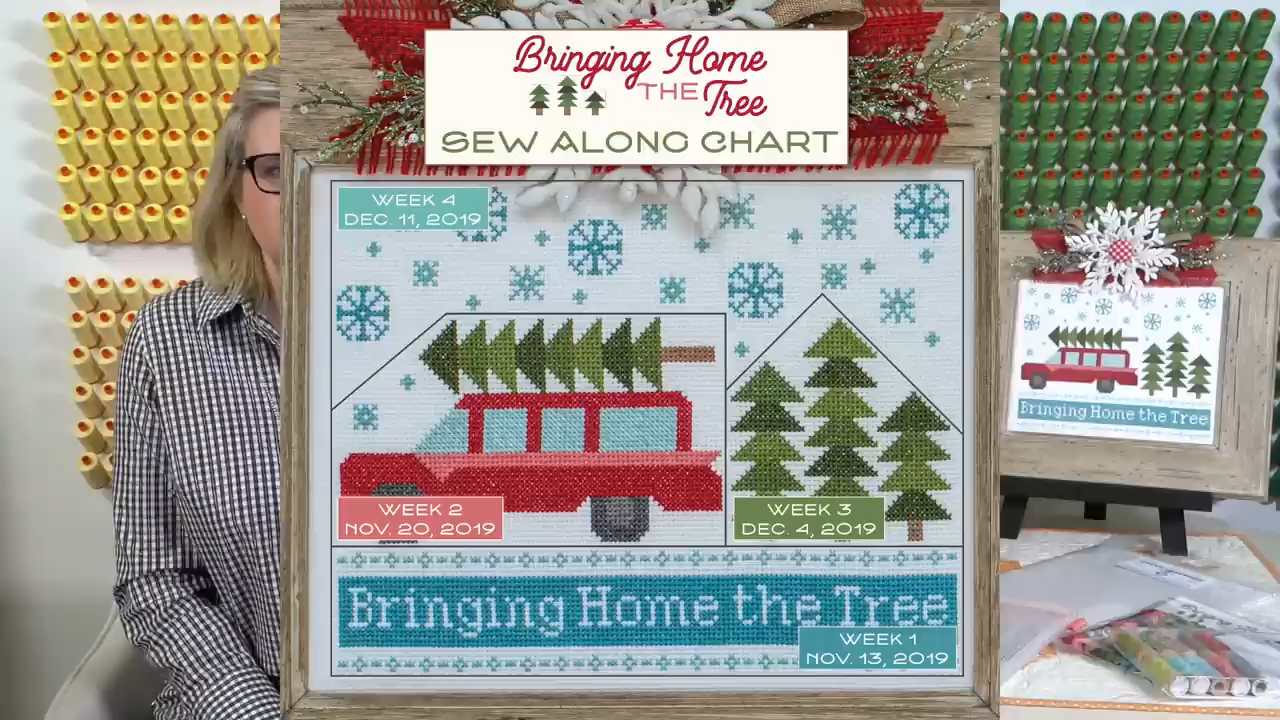 Bringing Home
THE Tree
SEW ALONG CHART
WEEK 4
DEC. 11, 2019
WEEK 2
NOV. 20, 2019
WEEK 3
DEC. 4, 2019
Bringing Home the Tree
WEEK 1
NOV. 13, 2019
Bringing Home the Tree